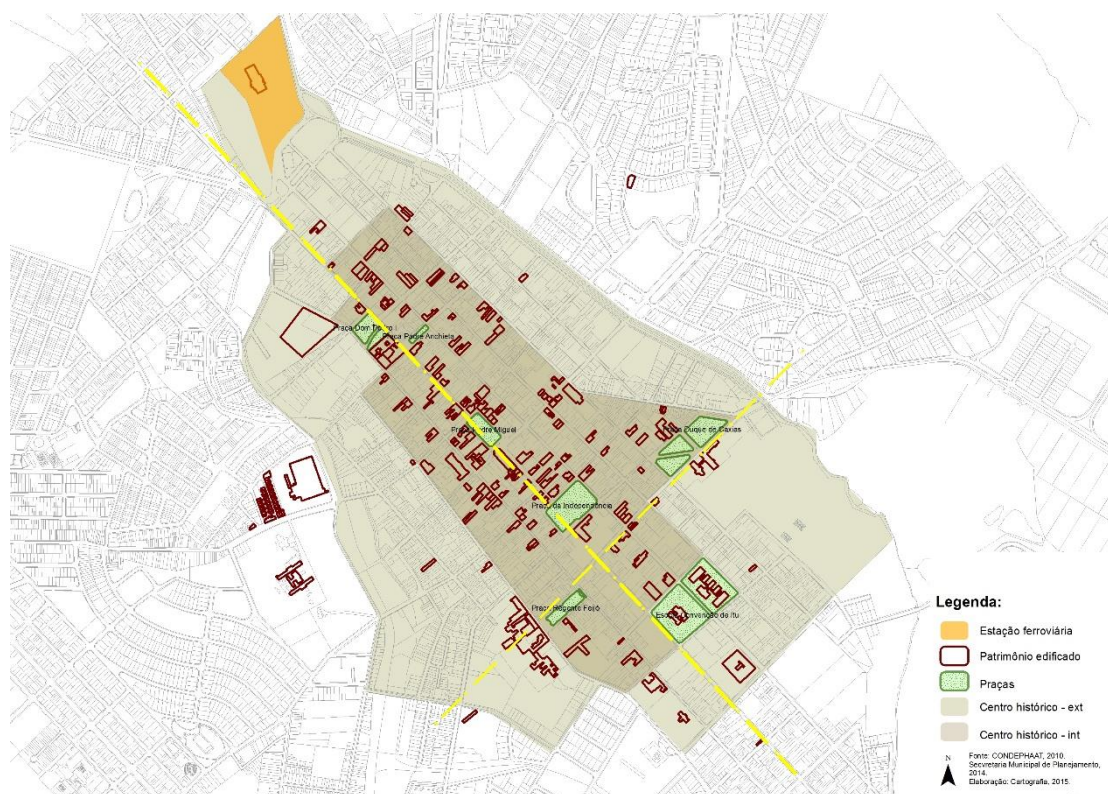 Praça Dom Pedro I
Praça Padre Anchieta
Praça Padre Miguel
Praça Duque de Caxias
Praça da Independência
Praça Regente Feijó
Convenção de Itu
Legenda:
Estação ferroviária
Patrimônio edificado
Praças
Centro histórico - ext
Centro histórico - int
N
Fonte: CONDEPHAAT, 2010.
Secvretaria Municipal de Planejamento,
2014.
Elaboração: Cartografia, 2015.